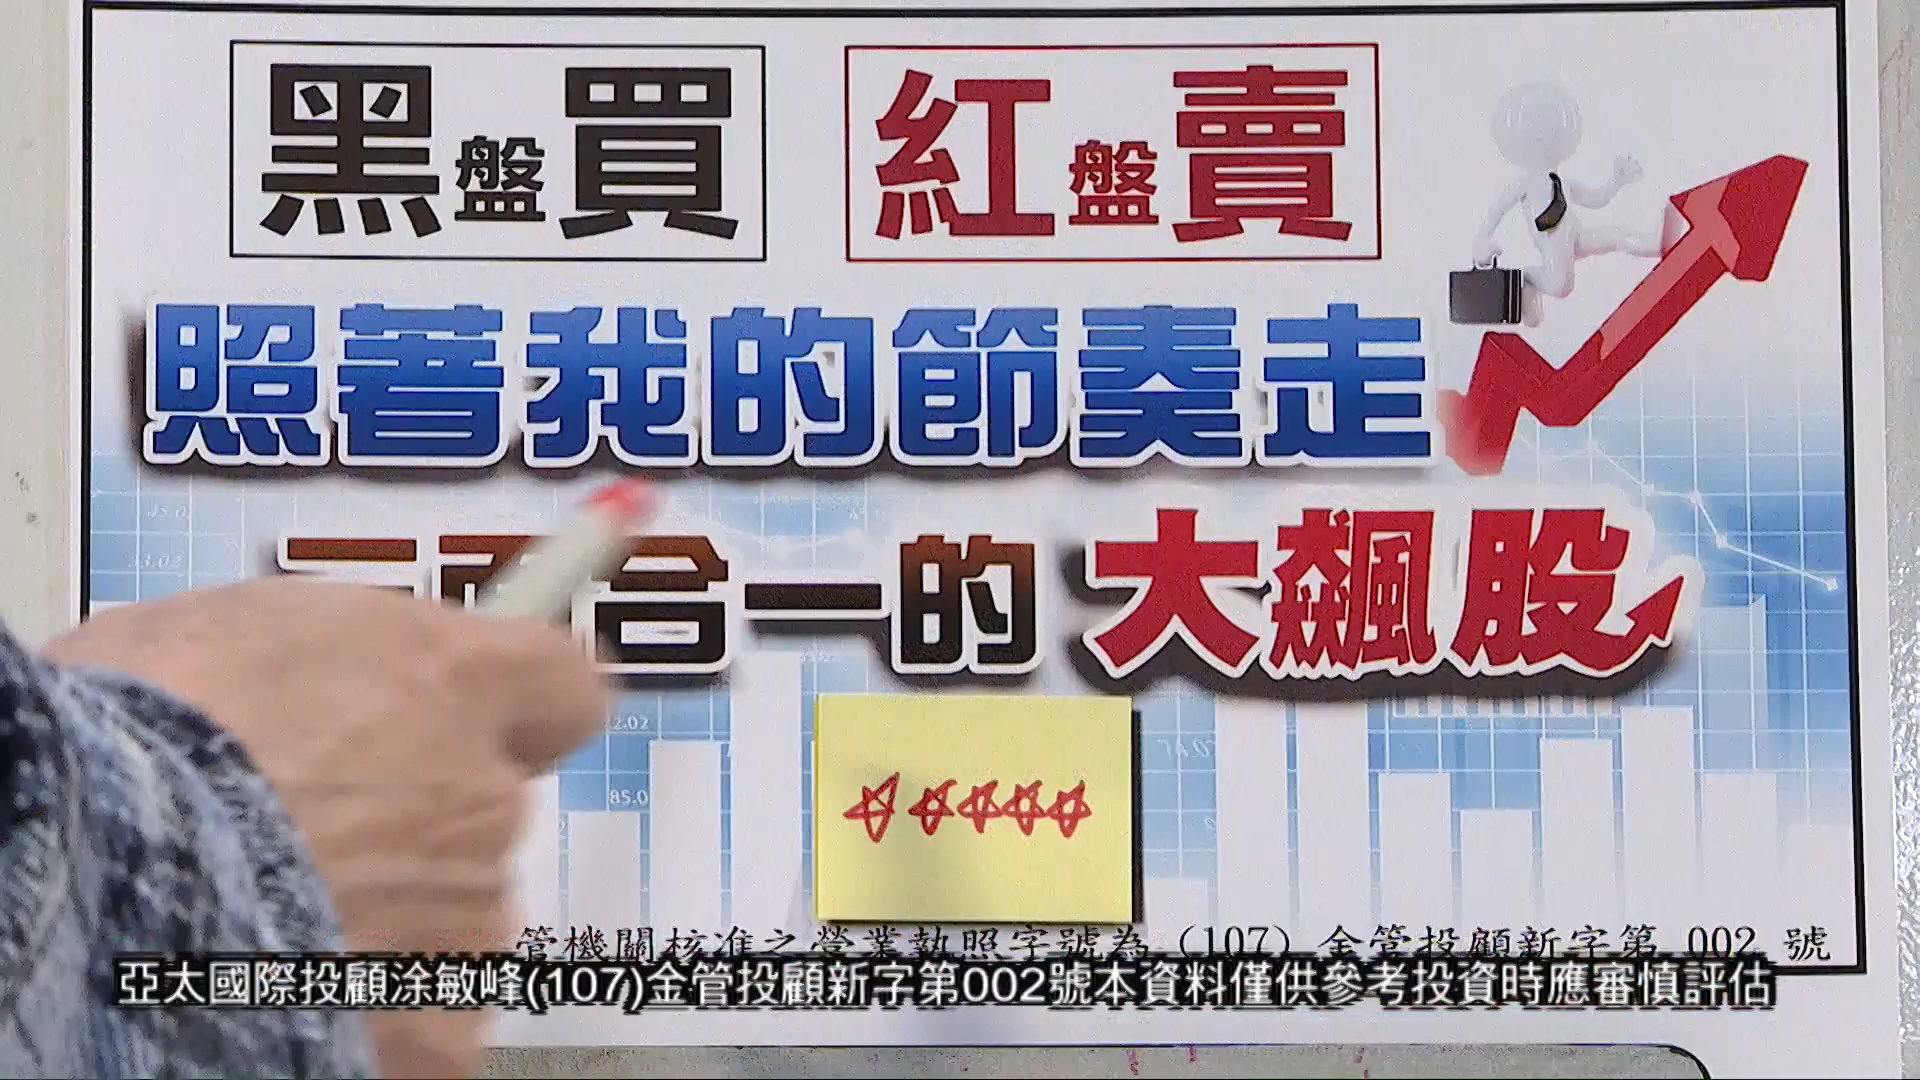 黑盤買 紅盤賣
照著我的節奏走
合一的 大飆股
22.02
85.0
管機關核准之營業執照字號為 (107) 金管投顧新字第 002 號
亞太國際投顧涂敏峰(107)金管投顧新字第002號本資料僅供參考投資時應審慎評估